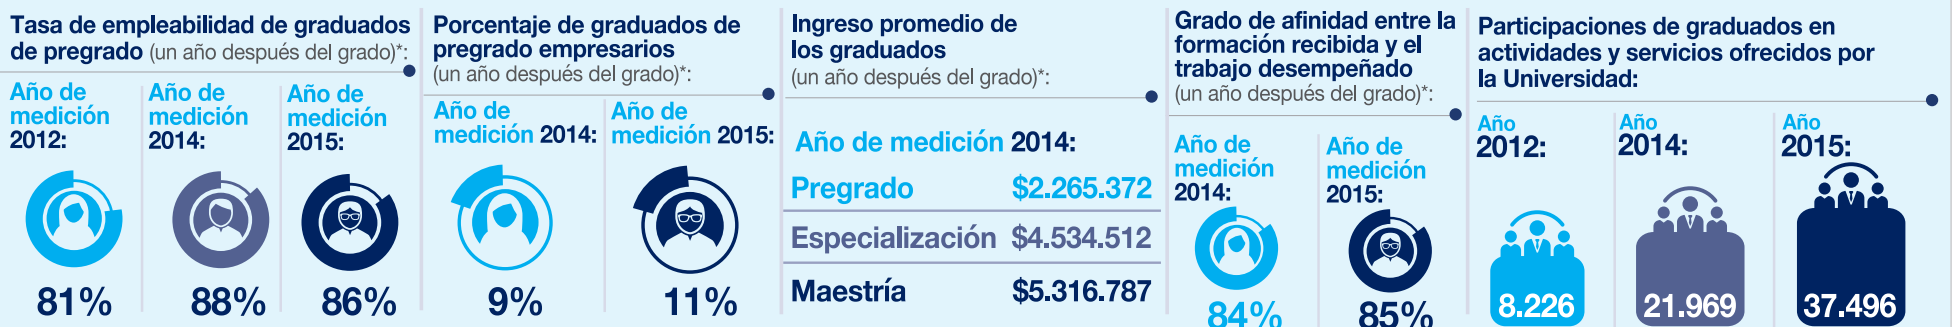 Tasa de empleabilidad de graduados
de pregrado (un año después del grado)*:
Año de
medición
2012:
81%
Año de
medición
2014:
88%
Año de
medición
2015:
86%
Porcentaje de graduados de
pregrado empresarios
(un año después del grado)*:
Año de
medición 2014:
9%
Año de
medición 2015:
11%
Ingreso promedio de
los graduados
(un año después del grado)*:
Año de medición 2014:
Pregrado $2.265.372
Especialización $4.534.512
Maestría $5.316.787
Grado de afinidad entre la
formación recibida y el
trabajo desempeñado
(un año después del grado)*:
Año de
medición
2014:
84%
Año de
medición
2015:
85%
Participaciones de graduados en
actividades y servicios ofrecidos por
la Universidad:
Año
2012:
8.226
Año
2014:
21.969
Año
2015:
37.496